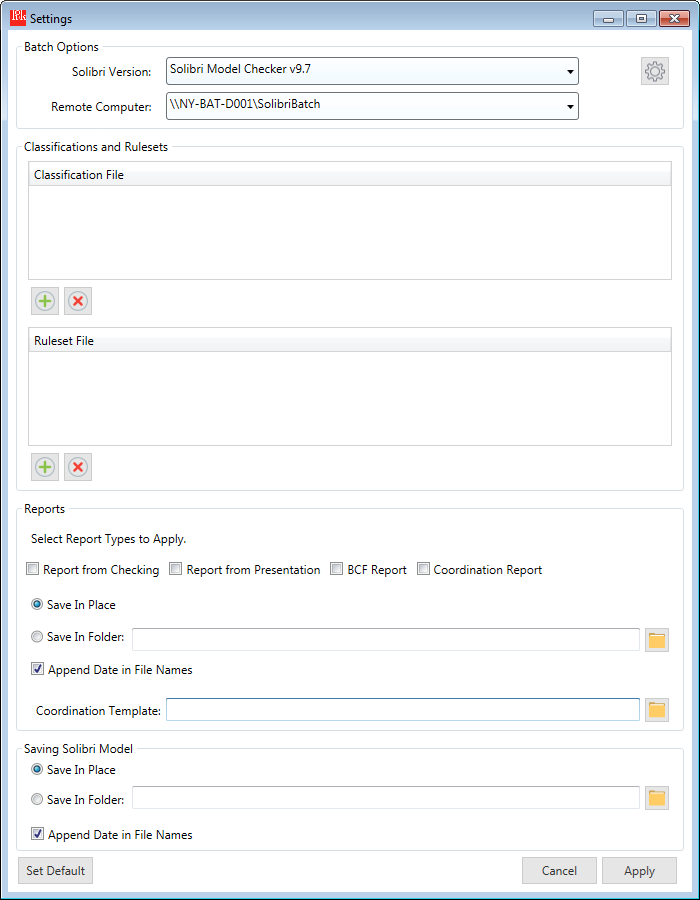 Settings
Batch Options
Solibri Version: Solibri Model Checker v9.7
Remote Computer: \\NY-BAT-D001\SolibriBatch
Classifications and Rulesets
Classification File
Ruleset File
Reports
Select Report Types to Apply.
Report from Checking Report from Presentation BCF Report Coordination Report
Save In Place
Save In Folder:
Append Date in File Names
Coordination Template:
Saving Solibri Model
Save In Place
Save In Folder:
Append Date in File Names
Set Default Cancel Apply